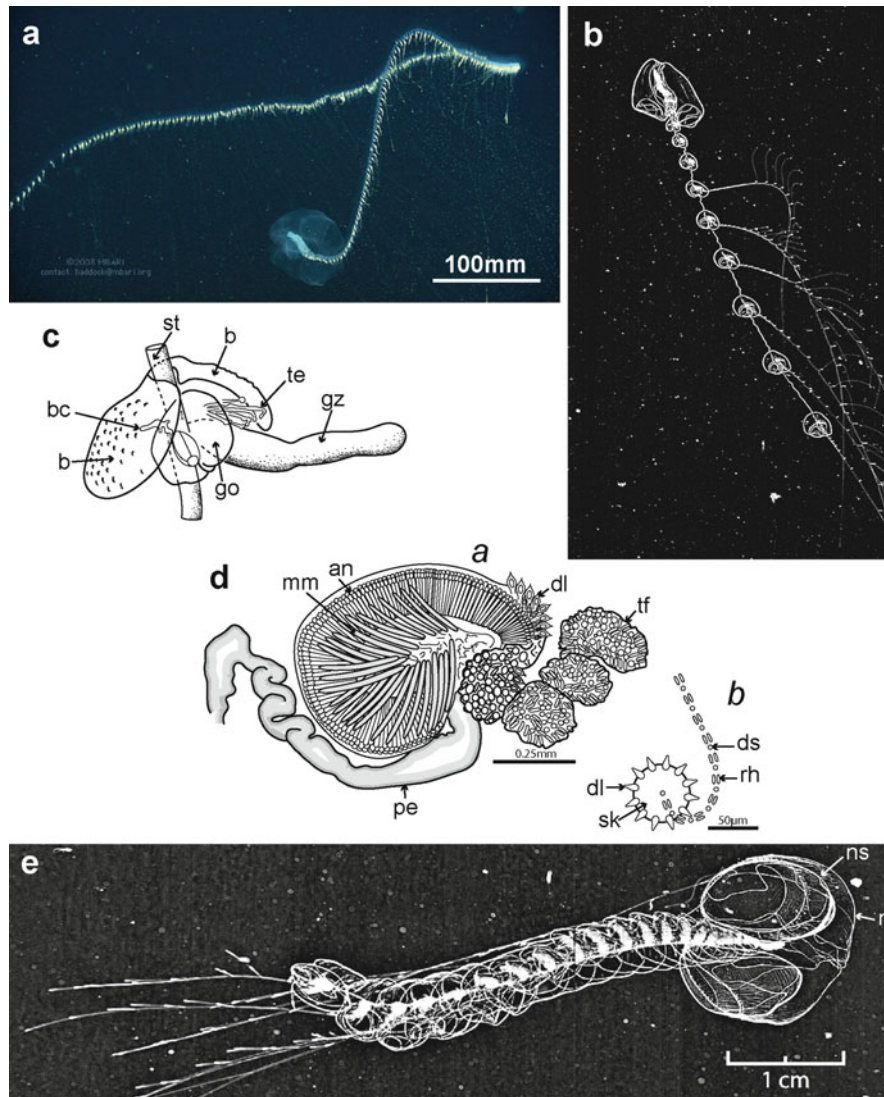 a
©2003 MBARI
contact haddock@mbari.org
100mm
b
c
st
b
te
gz
bc
b
go
d
a
mm
an
dl
tf
0.25mm
pe
b
ds
rh
dl
sk
50µm
e
ns
n
1 cm